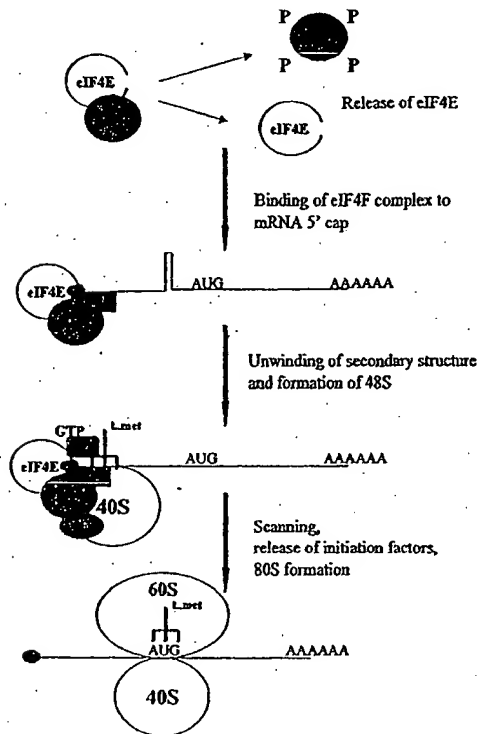 P P
eIF4E
P P
Release of eIF4E
eIF4E
Binding of eIF4F complex to
mRNA 5' cap
eIF4E
AUG
AAAAAA
Unwinding of secondary structure
and formation of 48S
GTP
t.met
eIF4E
AUG
AAAAAA
40S
Scanning,
release of initiation factors,
80S formation
60S
t.met
AUG
AAAAAA
40S